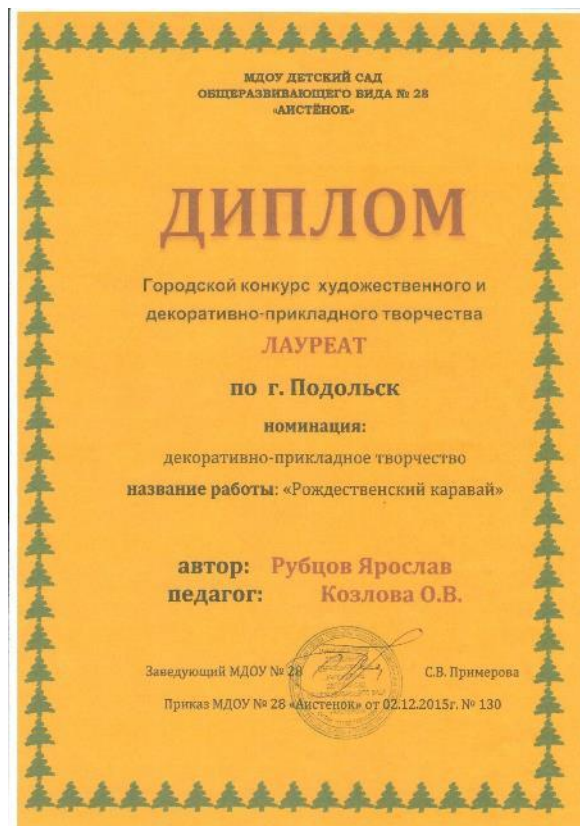 МДОУ ДЕТСКИЙ САД
ОБЩЕРАЗВИВАЮЩЕГО ВИДА № 28
«АИСТЁНОК»
ДИПЛОМ
Городской конкурс художественного и
декоративно-прикладного творчества
ЛАУРЕАТ
по г. Подольск
номинация:
декоративно-прикладное творчество
название работы: «Рождественский каравай»
автор: Рубцов Ярослав
педагог: Козлова О.В.
Заведующий МДОУ № 28 С.В. Примерова
Приказ МДОУ № 28 «Аистенок» от 02.12.2015г. № 130